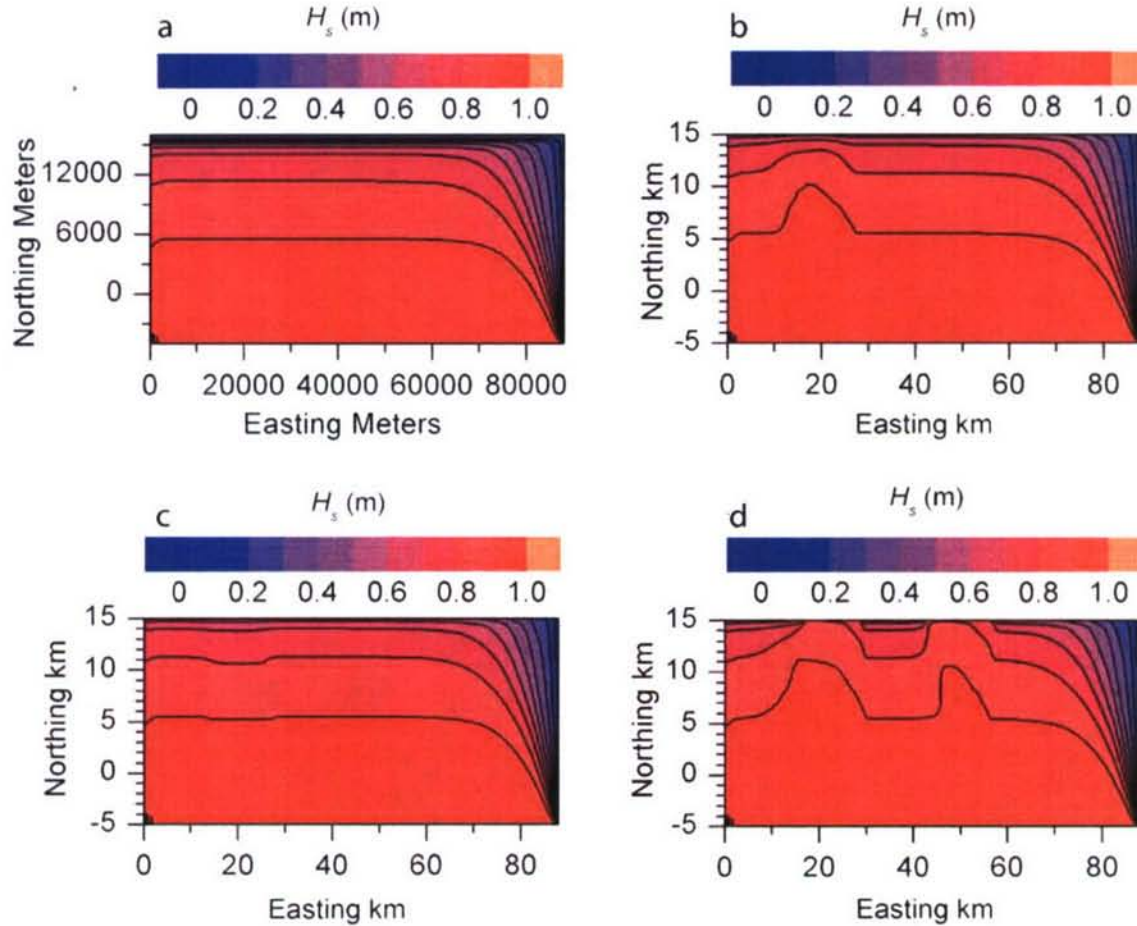 a
H_s (m)
0 0.2 0.4 0.6 0.8 1.0
Northing Meters
12000
6000
0
0 20000 40000 60000 80000
Easting Meters
b
H_s (m)
0 0.2 0.4 0.6 0.8 1.0
Northing km
15
10
5
0
-5
0 20 40 60 80
Easting km
c
H_s (m)
0 0.2 0.4 0.6 0.8 1.0
Northing km
15
10
5
0
-5
0 20 40 60 80
Easting km
d
H_s (m)
0 0.2 0.4 0.6 0.8 1.0
Northing km
15
10
5
0
-5
0 20 40 60 80
Easting km